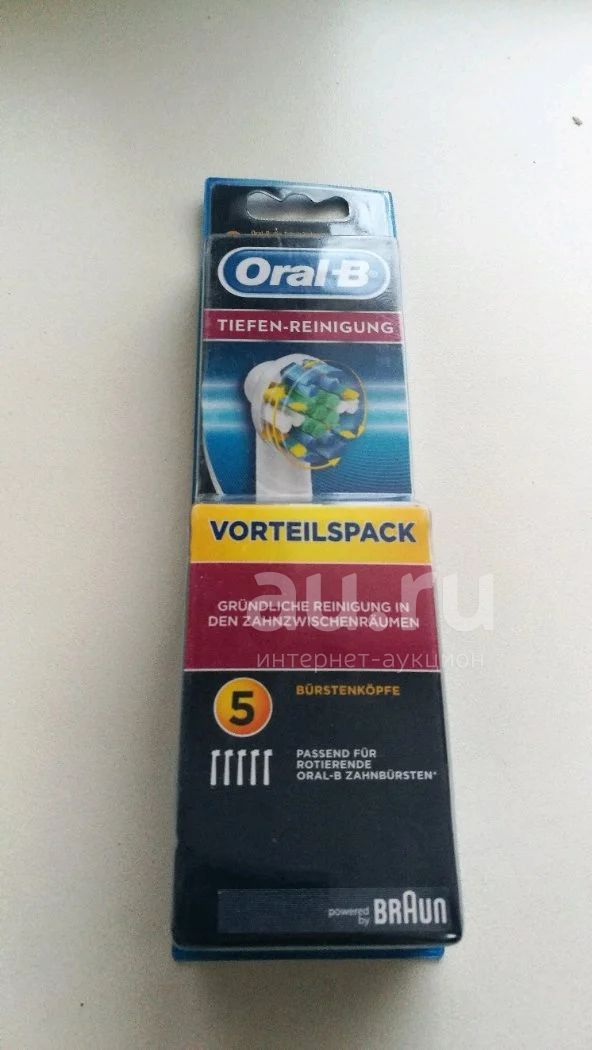 Oral-B
TIEFEN-REINIGUNG
VORTEILSPACK
au.ru
GRÜNDLICHE REINIGUNG IN
DEN ZAHNZWISCHENRÄUMEN
интернет-аукцион
5 BÜRSTENKÖPFE
PASSEND FÜR
ROTIERENDE
ORAL-B ZAHNBÜRSTEN*
powered
by BRAUN